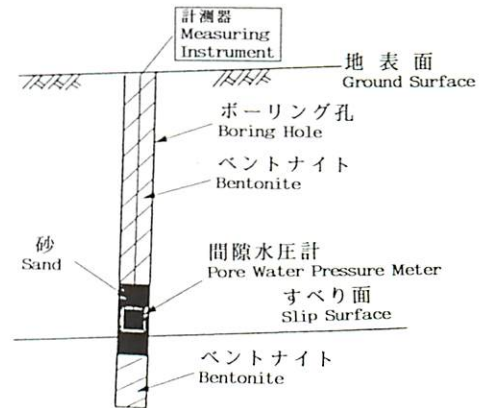 計測器
Measuring
Instrument
地表面
Ground Surface
ボーリング孔
Boring Hole
ベントナイト
Bentonite
砂
Sand
間隙水圧計
Pore Water Pressure Meter
すべり面
Slip Surface
ベントナイト
Bentonite